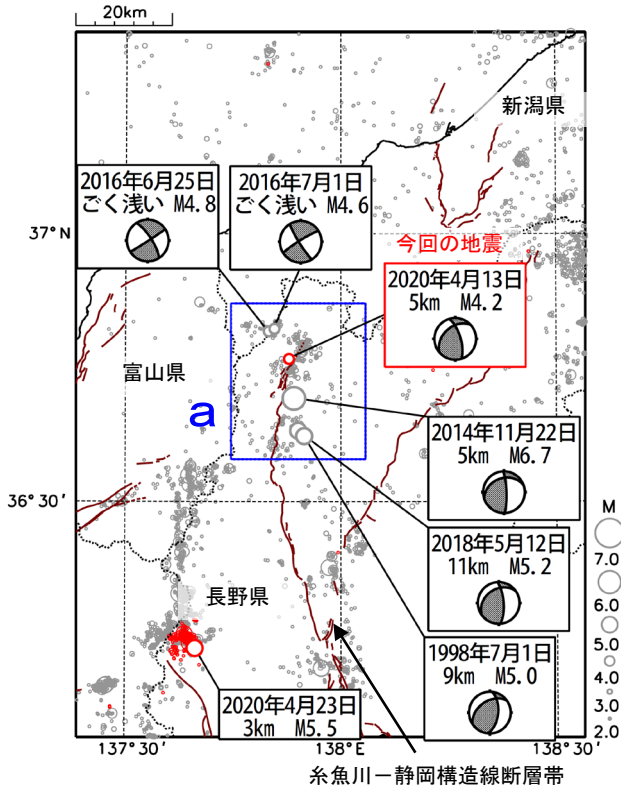 20km
新潟県
2016年6月25日
ごく浅い M4.8
2016年7月1日
ごく浅い M4.6
37°N
今回の地震
2020年4月13日
5km M4.2
富山県
a
2014年11月22日
5km M6.7
36°30′
2018年5月12日
11km M5.2
長野県
1998年7月1日
9km M5.0
2020年4月23日
3km M5.5
M
7.0
6.0
5.0
4.0
3.0
2.0
137°30′
138°E
138°30′
糸魚川－静岡構造線断層帯